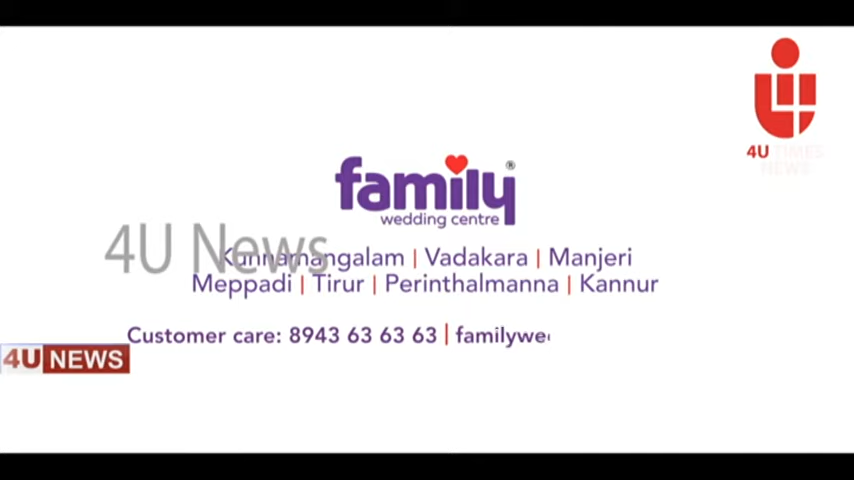 4U TIMES
NEWS
family®
wedding centre
4U News
Kunnamangalam | Vadakara | Manjeri
Meppadi | Tirur | Perinthalmanna | Kannur
Customer care: 8943 63 63 63 | familywe
4U NEWS